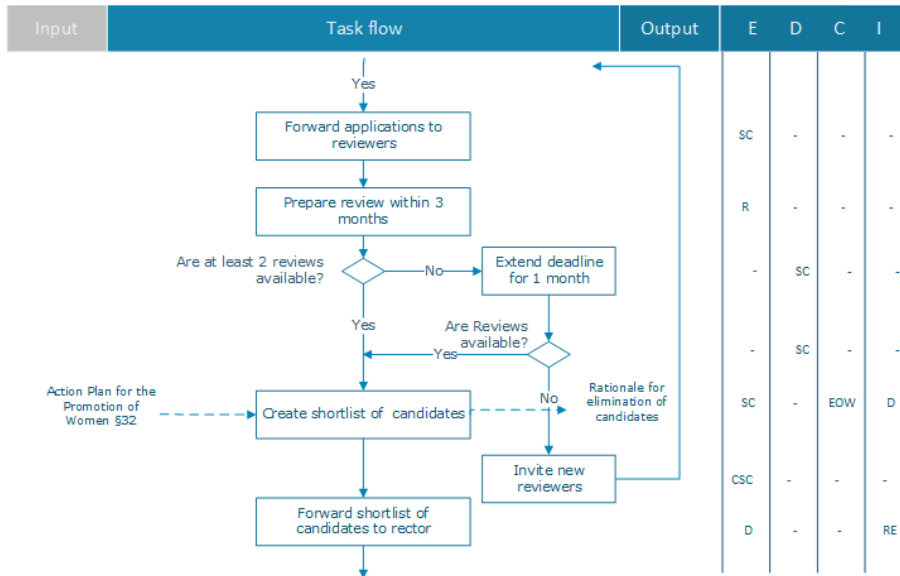 Input Task flow Output E D C I
Yes
Forward applications to
reviewers
SC - - -
Prepare review within 3
months
R - - -
Are at least 2 reviews
available?
No
Extend deadline
for 1 month
- SC - -
Yes
Are Reviews
available?
Yes
- SC - -
No
Action Plan for the
Promotion of
Women §32
Create shortlist of candidates
Rationale for
elimination of
candidates
SC - EOW D
Invite new
reviewers
CSC - - -
Forward shortlist of
candidates to rector
D - - RE